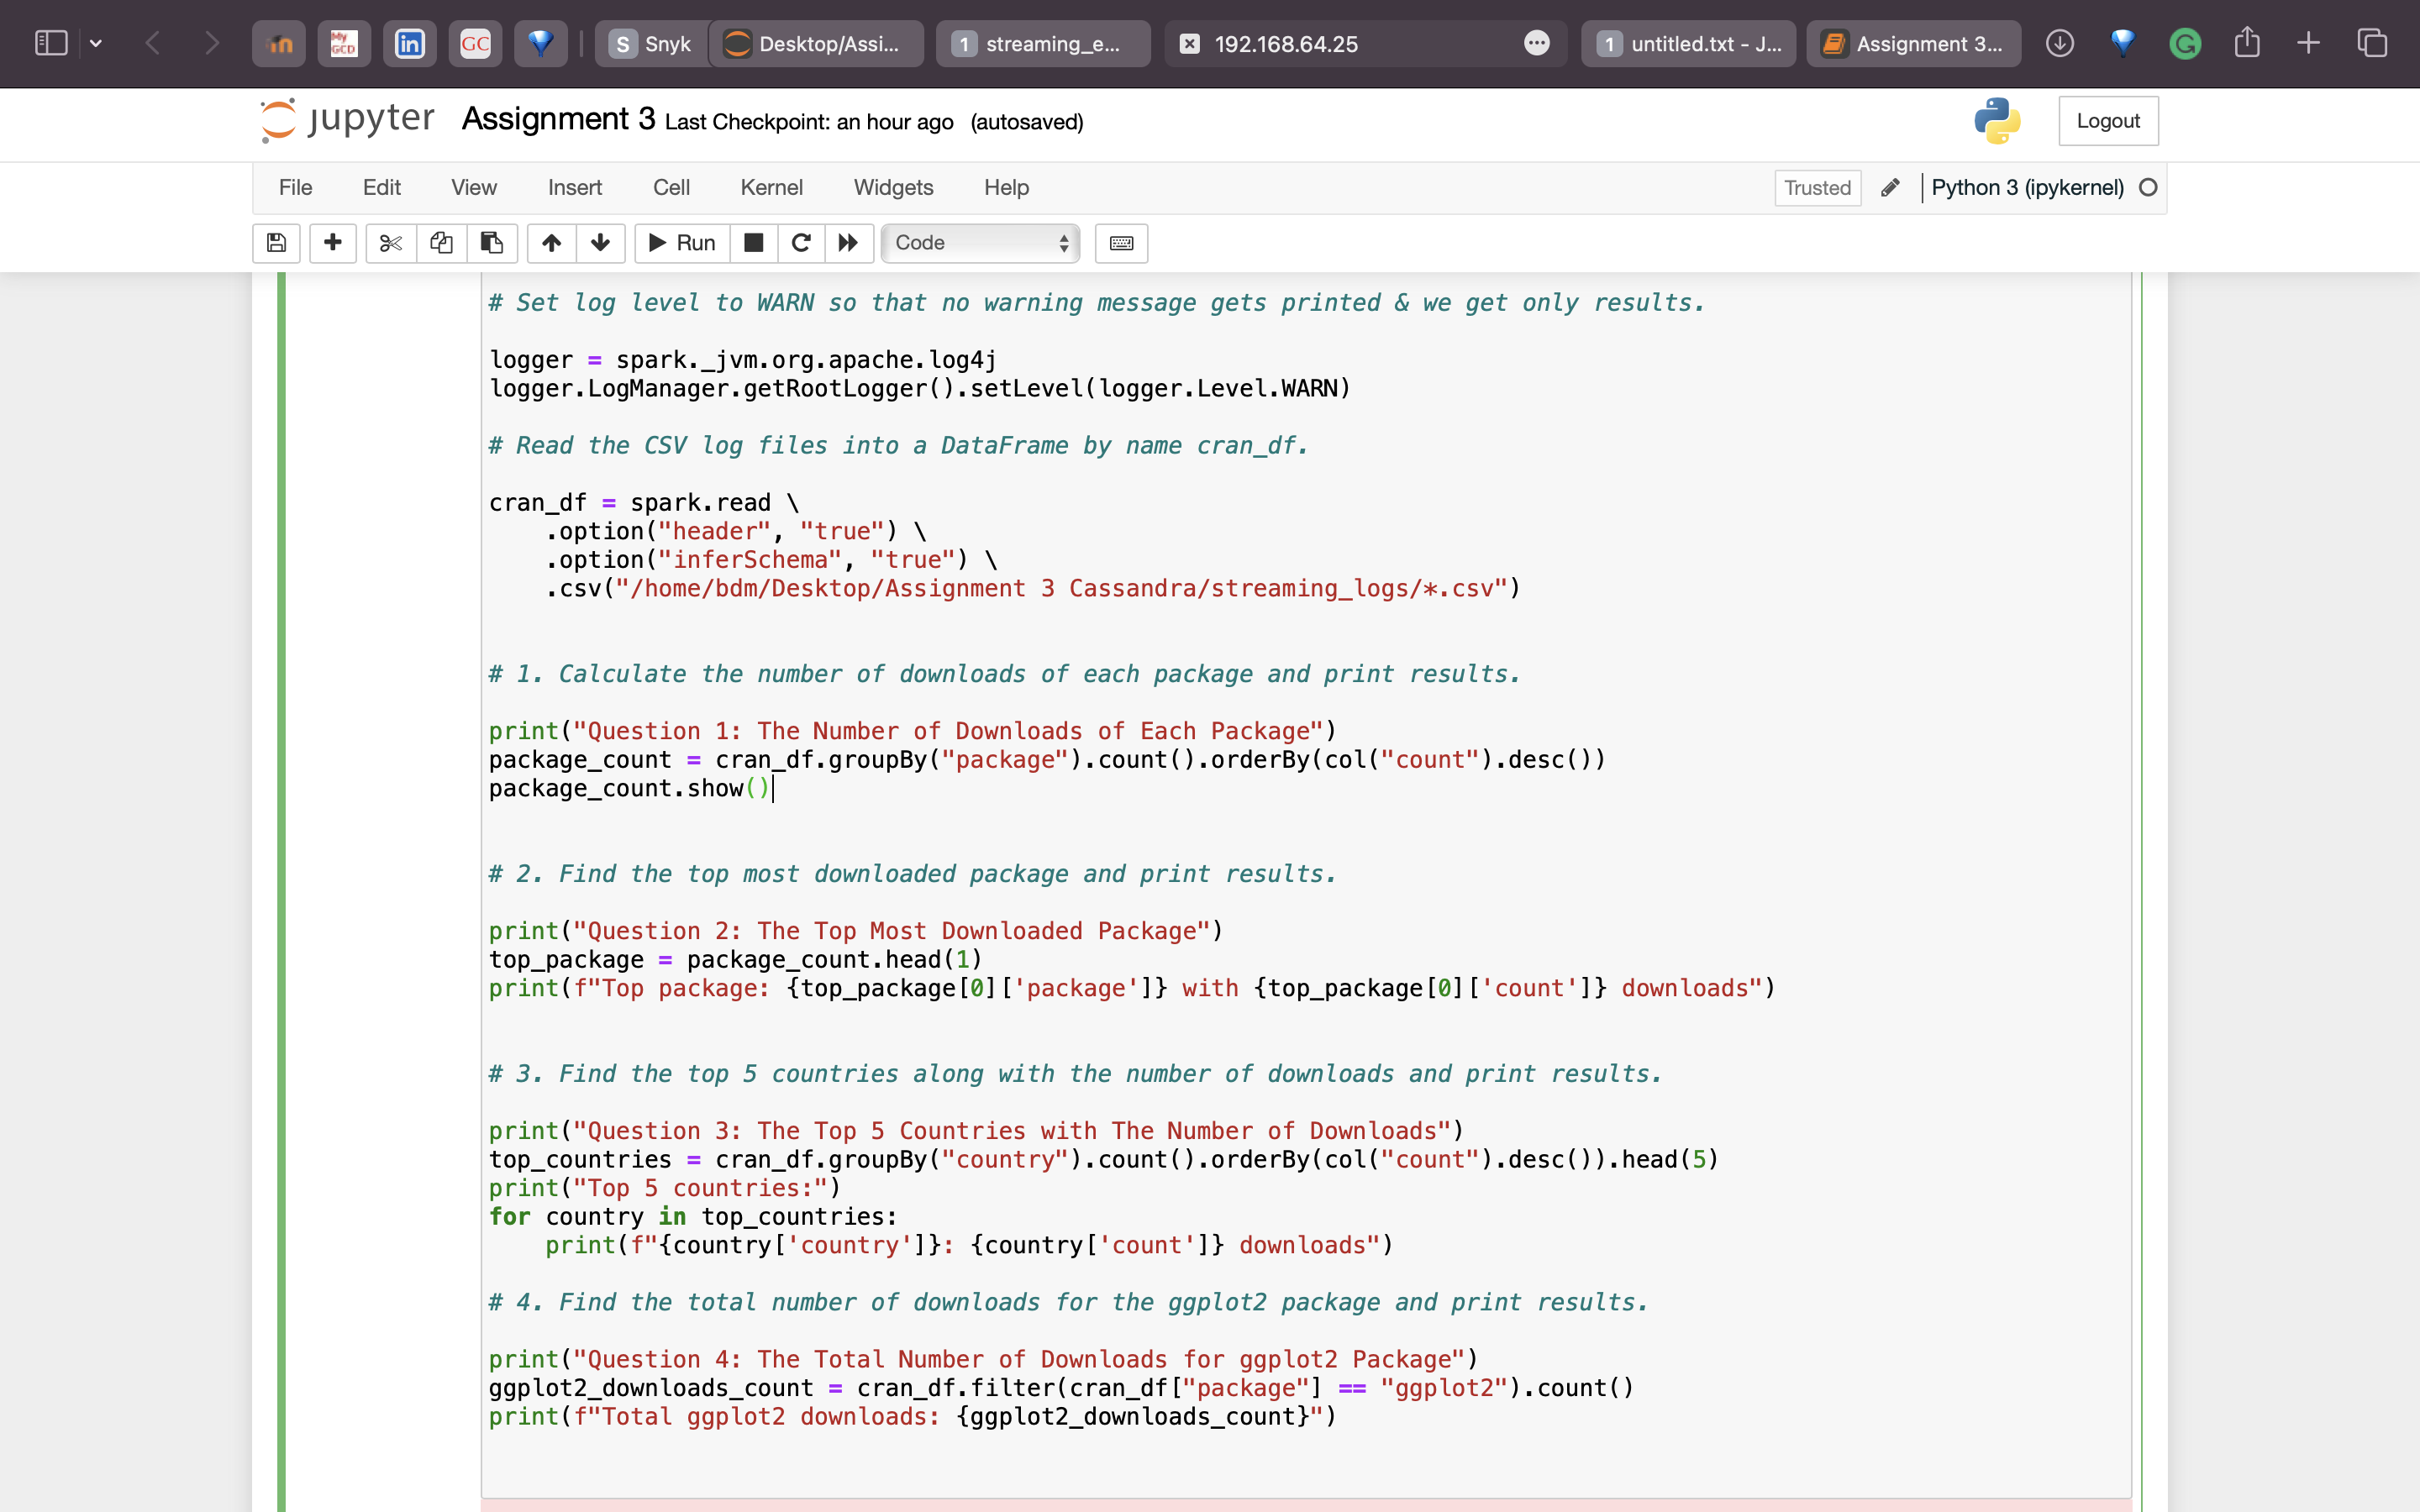 My GCD
in
GC
S Snyk
Desktop/Assi...
1 streaming_e...
192.168.64.25
1 untitled.txt - J...
Assignment 3...
jupyter Assignment 3 Last Checkpoint: an hour ago (autosaved)
Logout
File Edit View Insert Cell Kernel Widgets Help
Trusted
Python 3 (ipykernel)
Run
Code
# Set log level to WARN so that no warning message gets printed & we get only results.
logger = spark._jvm.org.apache.log4j
logger.LogManager.getRootLogger().setLevel(logger.Level.WARN)
# Read the CSV log files into a DataFrame by name cran_df.
cran_df = spark.read \
    .option("header", "true") \
    .option("inferSchema", "true") \
    .csv("/home/bdm/Desktop/Assignment 3 Cassandra/streaming_logs/*.csv")
# 1. Calculate the number of downloads of each package and print results.
print("Question 1: The Number of Downloads of Each Package")
package_count = cran_df.groupBy("package").count().orderBy(col("count").desc())
package_count.show()
# 2. Find the top most downloaded package and print results.
print("Question 2: The Top Most Downloaded Package")
top_package = package_count.head(1)
print(f"Top package: {top_package[0]['package']} with {top_package[0]['count']} downloads")
# 3. Find the top 5 countries along with the number of downloads and print results.
print("Question 3: The Top 5 Countries with The Number of Downloads")
top_countries = cran_df.groupBy("country").count().orderBy(col("count").desc()).head(5)
print("Top 5 countries:")
for country in top_countries:
    print(f"{country['country']}: {country['count']} downloads")
# 4. Find the total number of downloads for the ggplot2 package and print results.
print("Question 4: The Total Number of Downloads for ggplot2 Package")
ggplot2_downloads_count = cran_df.filter(cran_df["package"] == "ggplot2").count()
print(f"Total ggplot2 downloads: {ggplot2_downloads_count}")